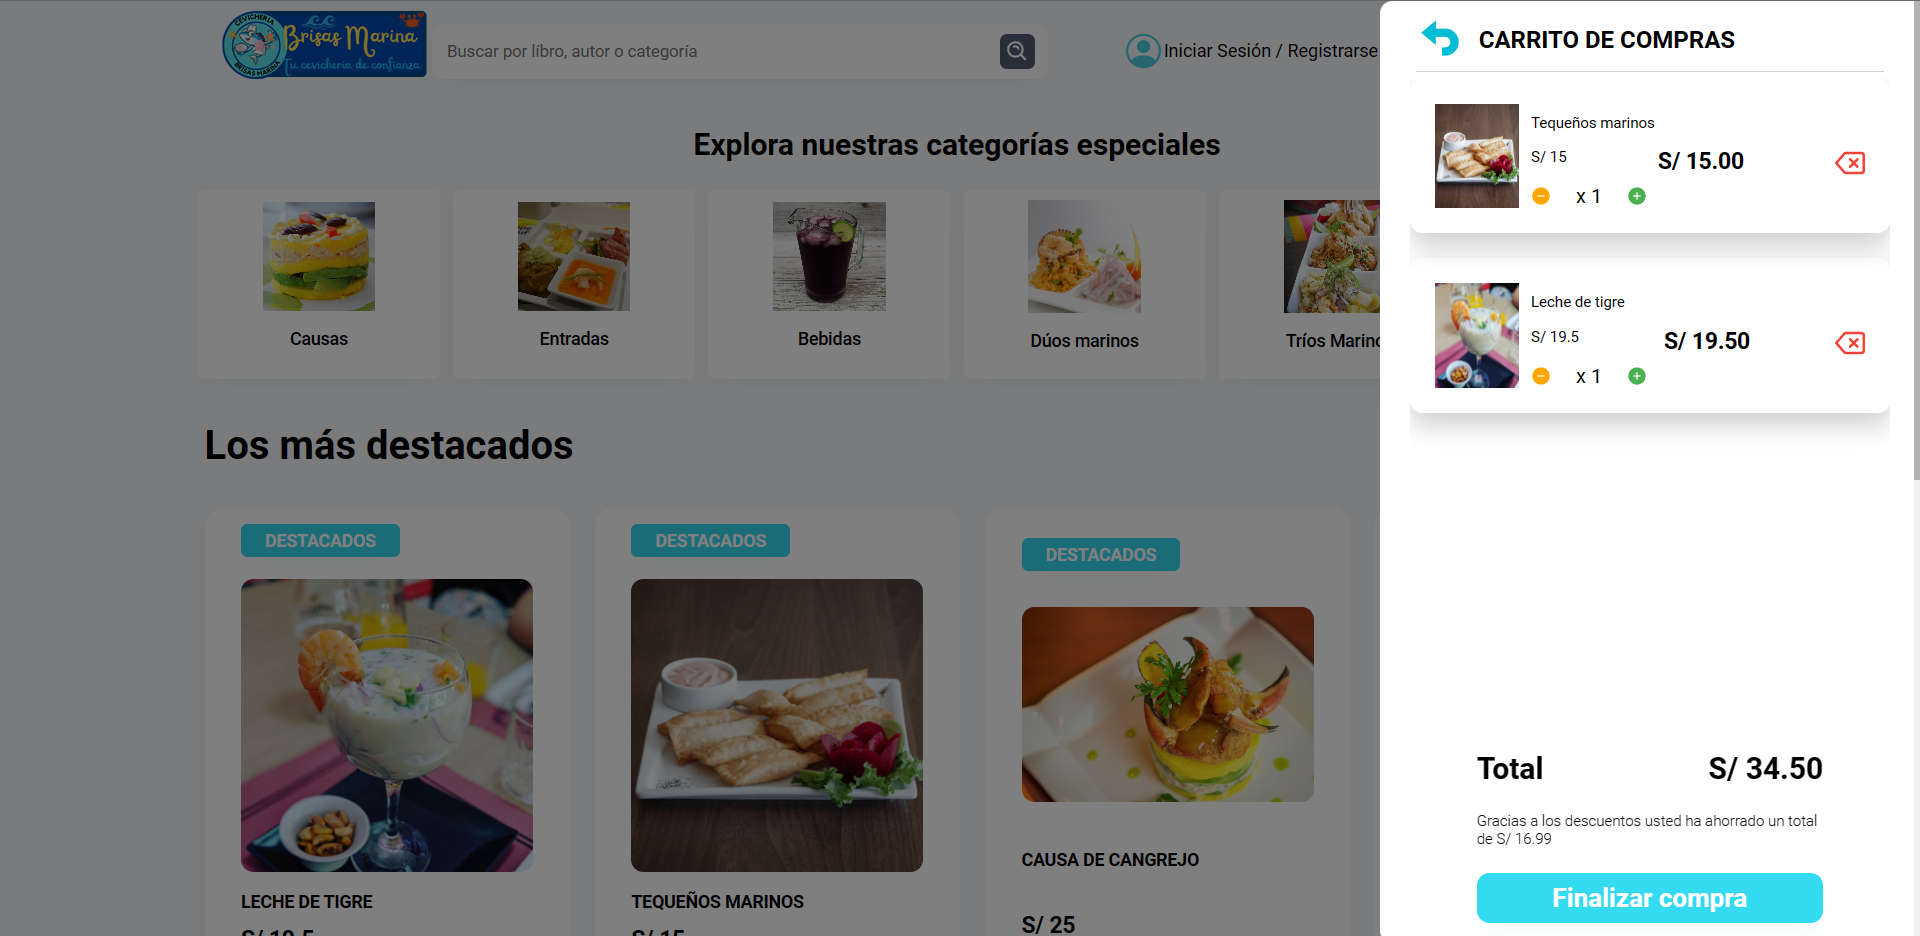 CEVICHERÍA
BRISAS MARINA
Brisas Marina
Tu cevicheria de confianza
Buscar por libro, autor o categoría
Iniciar Sesión / Registrarse
Explora nuestras categorías especiales
Causas
Entradas
Bebidas
Dúos marinos
Tríos Marino
Los más destacados
DESTACADOS
DESTACADOS
DESTACADOS
LECHE DE TIGRE
TEQUEÑOS MARINOS
CAUSA DE CANGREJO
S/ 19.5
S/ 15
S/ 25
CARRITO DE COMPRAS
Tequeños marinos
S/ 15
S/ 15.00
x 1
Leche de tigre
S/ 19.5
S/ 19.50
x 1
Total
S/ 34.50
Gracias a los descuentos usted ha ahorrado un total
de S/ 16.99
Finalizar compra